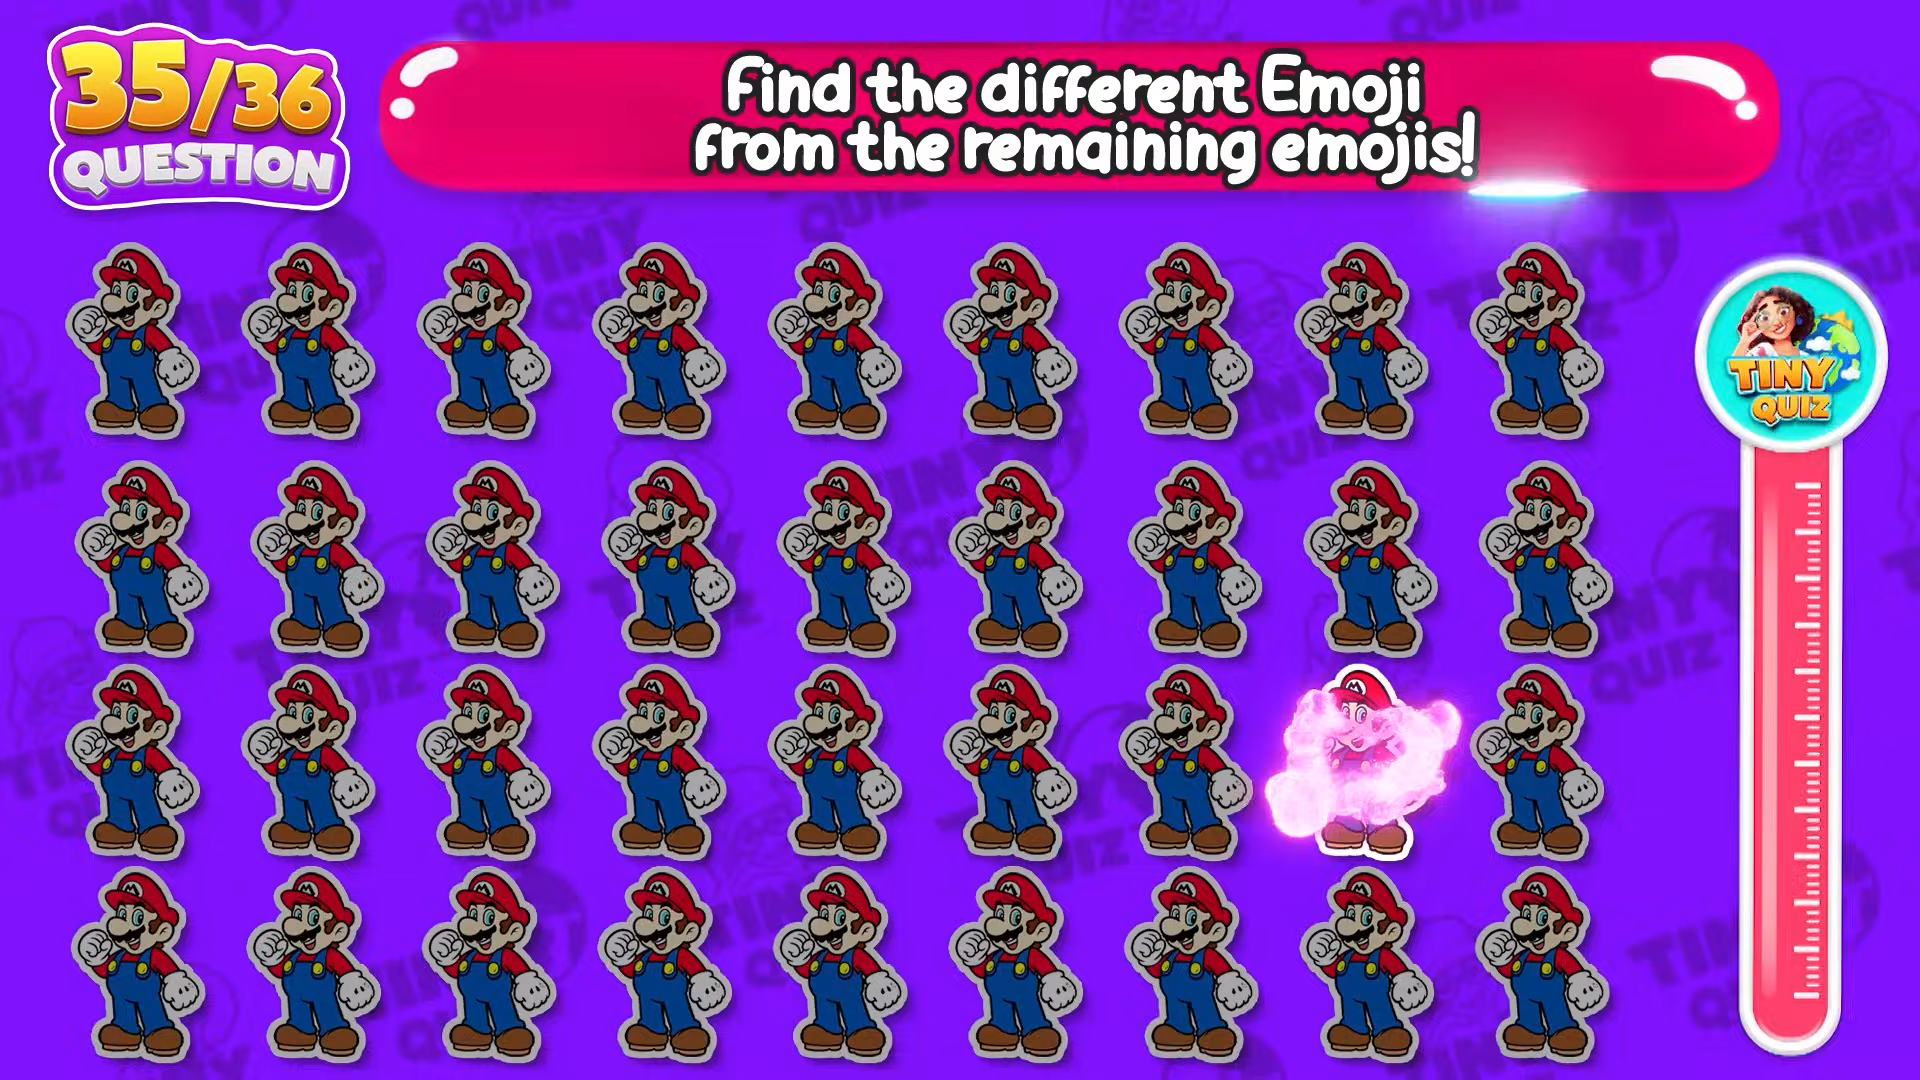 35/36
QUESTION
Find the different Emoji
from the remaining emojis!
TINY
QUIZ